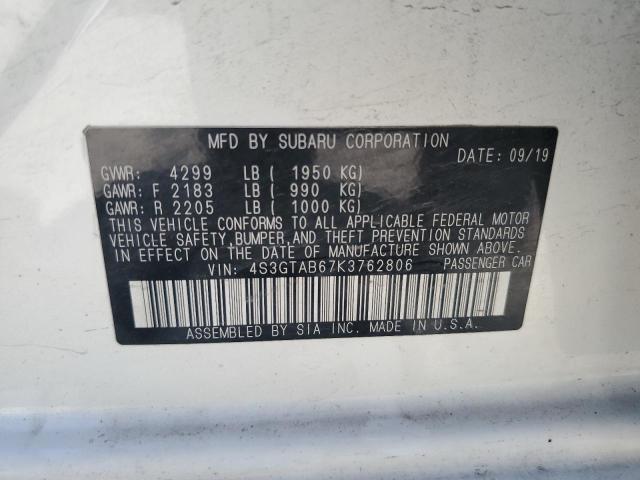 MFD BY SUBARU CORPORATION
DATE: 09/19
GVWR: 4299 LB ( 1950 KG)
GAWR: F 2183 LB ( 990 KG)
GAWR: R 2205 LB ( 1000 KG)
THIS VEHICLE CONFORMS TO ALL APPLICABLE FEDERAL MOTOR
VEHICLE SAFETY,BUMPER,AND THEFT PREVENTION STANDARDS
IN EFFECT ON THE DATE OF MANUFACTURE SHOWN ABOVE.
VIN: 4S3GTAB67K3762806 PASSENGER CAR
ASSEMBLED BY SIA INC. MADE IN U.S.A.